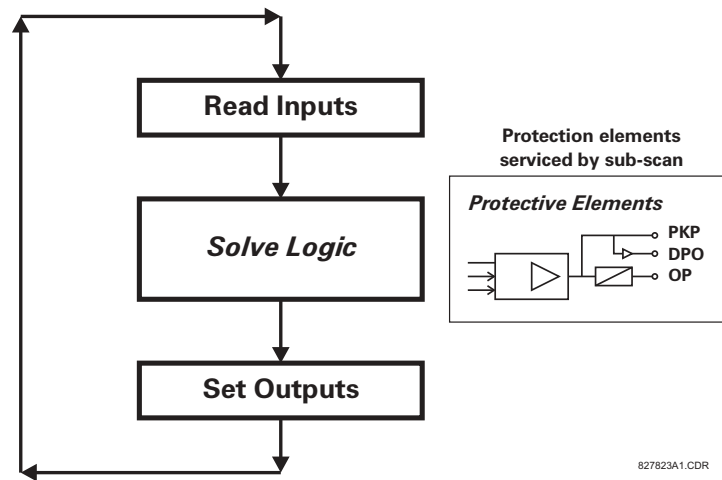 Read Inputs
Solve Logic
Set Outputs
Protection elements
serviced by sub-scan
Protective Elements
PKP
DPO
OP
827823A1.CDR